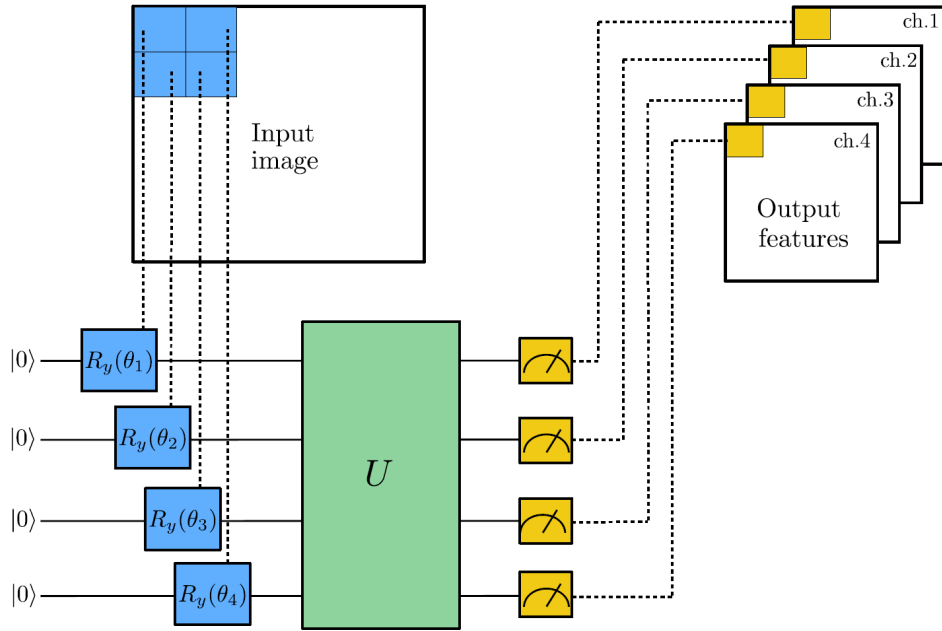 Input
image
ch.1
ch.2
ch.3
ch.4
Output
features
|0⟩ R_y(θ_1)
|0⟩ R_y(θ_2)
U
|0⟩ R_y(θ_3)
|0⟩ R_y(θ_4)